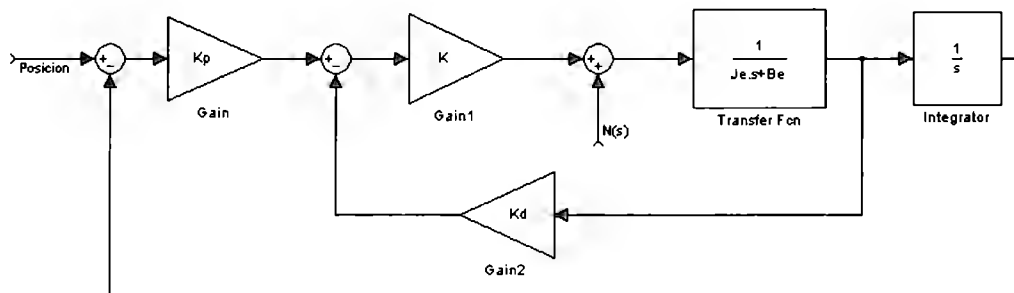 Posicion
+
-
Kp
Gain
+
-
K
Gain1
+
+
N(s)
1
Je.s+Be
Transfer Fcn
1
s
Integrator
Kd
Gain2